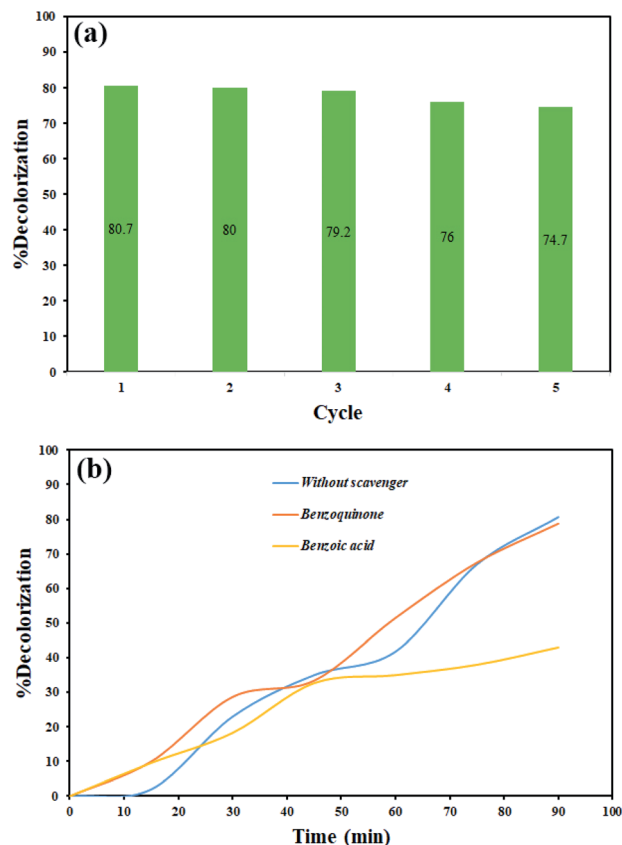 (a)
%Decolorization
100
90
80
70
60
50
40
30
20
10
0
80.7
80
79.2
76
74.7
1 2 3 4 5
Cycle
(b)
%Decolorization
100
90
80
70
60
50
40
30
20
10
0
Without scavenger
Benzoquinone
Benzoic acid
0 10 20 30 40 50 60 70 80 90 100
Time (min)